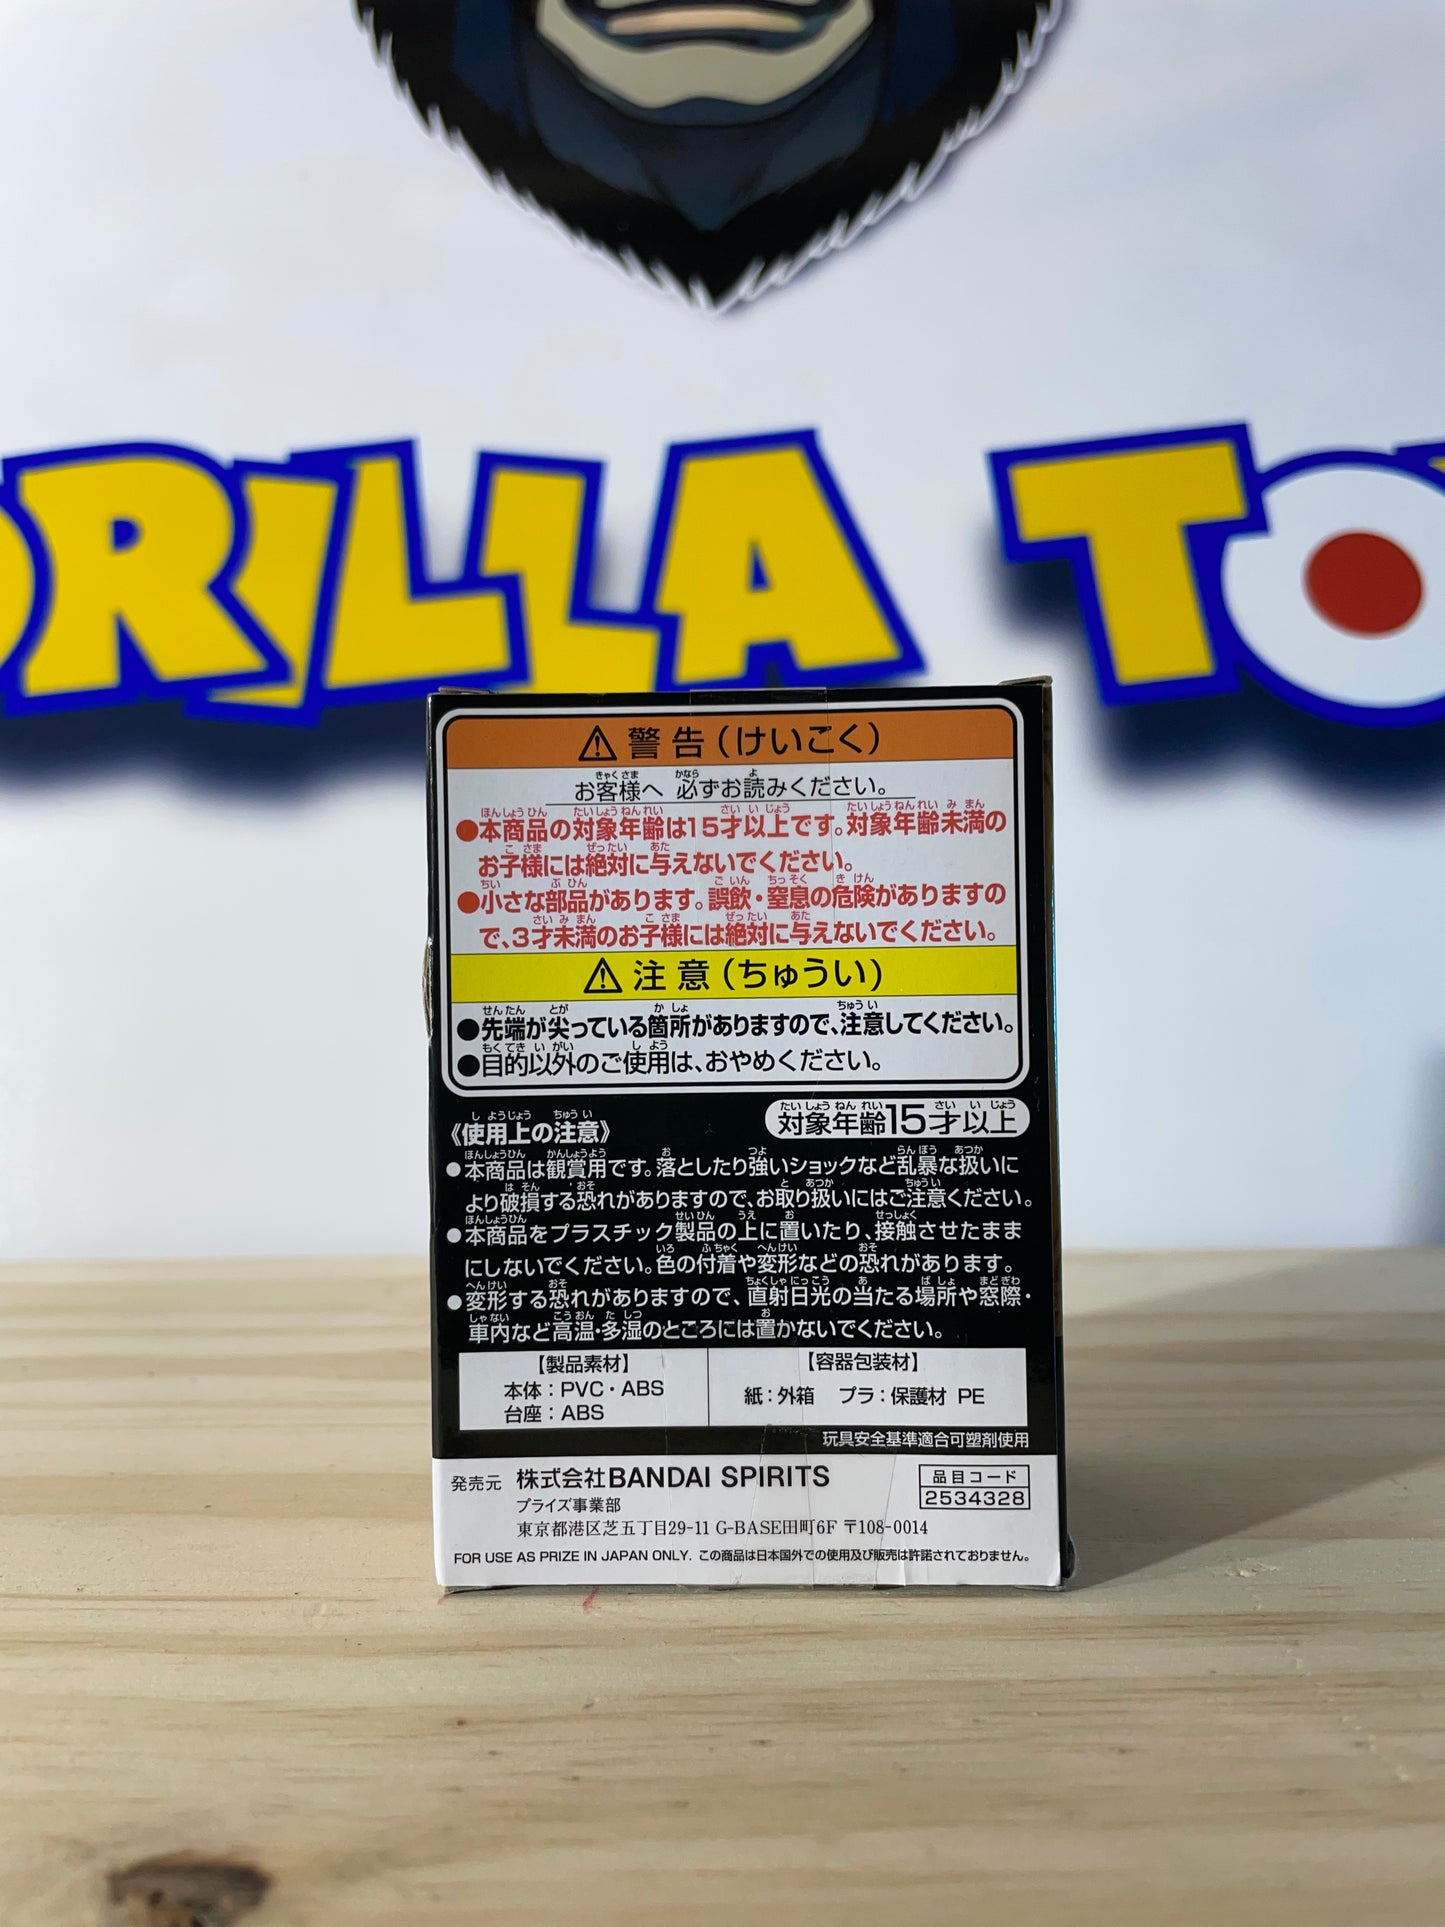 ORILLA TO
⚠ 警告(けいこく)
お客様へ 必ずお読みください。
●本商品の対象年齢は15才以上です。対象年齢未満の
お子様には絶対に与えないでください。
●小さな部品があります。誤飲・窒息の危険がありますの
で、3才未満のお子様には絶対に与えないでください。
⚠ 注意(ちゅうい)
●先端が尖っている箇所がありますので、注意してください。
●目的以外のご使用は、おやめください。
対象年齢15才以上
《使用上の注意》
●本商品は観賞用です。落としたり強いショックなど乱暴な扱いに
より破損する恐れがありますので、お取り扱いにはご注意ください。
●本商品をプラスチック製品の上に置いたり、接触させたまま
にしないでください。色の付着や変形などの恐れがあります。
●変形する恐れがありますので、直射日光の当たる場所や窓際・
車内など高温・多湿のところには置かないでください。
【製品素材】
本体:PVC・ABS
台座:ABS
【容器包装材】
紙:外箱 プラ:保護材 PE
玩具安全基準適合可塑剤使用
発売元 株式会社BANDAI SPIRITS
プライズ事業部
東京都港区芝五丁目29-11 G-BASE田町6F 〒108-0014
品目コード
2534328
FOR USE AS PRIZE IN JAPAN ONLY. この商品は日本国外での使用及び販売は許諾されておりません。